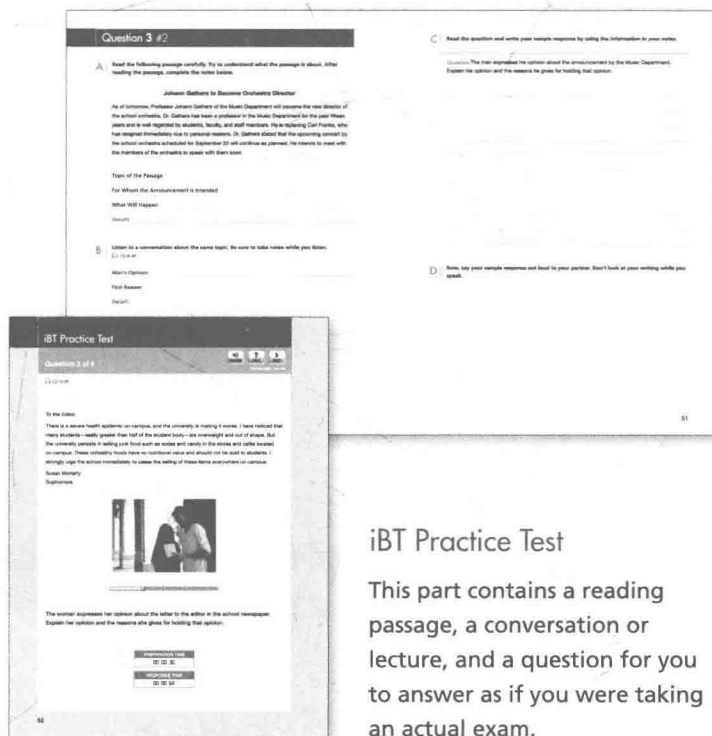 Question 3 #2
A Read the following passage carefully. Try to understand what the passage is about. After
reading the passage, complete the notes below.
Johann Gathers to Become Orchestra Director
As of tomorrow, Professor Johann Gathers of the Music Department will become the new director of
the school orchestra. Dr. Gathers has been a professor in the Music Department for the past fifteen
years and is well regarded by students, faculty, and staff members. He is replacing Carl Franks, who
has resigned immediately due to personal reasons. Dr. Gathers stated that the upcoming concert by
the school orchestra scheduled for September 22 will continue as planned. He intends to meet with
the members of the orchestra to speak with them soon.
Topic of the Passage
For Whom the Announcement Is Intended
What Will Happen
Details
B Listen to a conversation about the same topic. Be sure to take notes while you listen.
Man's Opinion
First Reason
Details
C Read the question and write your sample response by using the information in your notes.
Question The man expresses his opinion about the announcement by the Music Department.
Explain his opinion and the reasons he gives for holding that opinion.
D Now, say your sample response out loud to your partner. Don't look at your writing while you
speak.
51
iBT Practice Test
Question 3 of 6
To the Editor,
There is a severe health epidemic on campus, and the university is making it worse. I have noticed that
many students – easily greater than half of the student body – are overweight and out of shape. But
the university persists in selling junk food such as sodas and candy in the stores and cafés located
on campus. These unhealthy foods have no nutritional value and should not be sold to students. I
strongly urge the school immediately to cease the selling of these items everywhere on campus.
Susan Moriarty
Sophomore
The woman expresses her opinion about the letter to the editor in the school newspaper.
Explain her opinion and the reasons she gives for holding that opinion.
PREPARATION TIME
00:00:30
RESPONSE TIME
00:00:60
52
iBT Practice Test
This part contains a reading
passage, a conversation or
lecture, and a question for you
to answer as if you were taking
an actual exam.